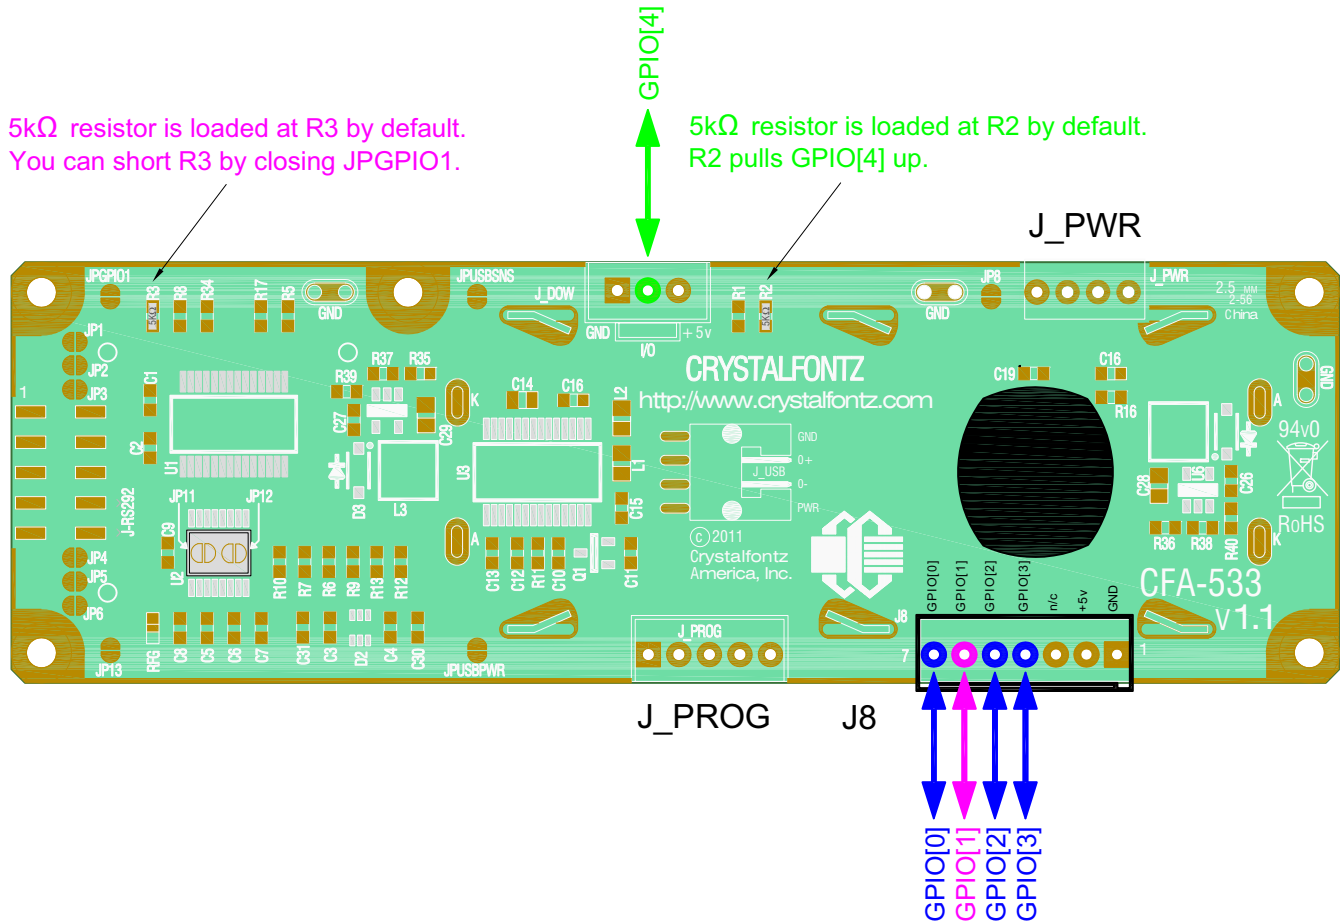 GPIO[4]
5kΩ resistor is loaded at R3 by default.
You can short R3 by closing JPGPIO1.
5kΩ resistor is loaded at R2 by default.
R2 pulls GPIO[4] up.
J_PWR
JPGPIO1
R3
5KΩ
R8
R34
R17
R5
GND
JPUSBSNS
J_DOW
GND
I/O
+5v
R1
R2
5KΩ
GND
JP8
J_PWR
2.5 MM
2-56
China
JP1
JP2
JP3
1
C1
C2
U1
R37
R35
R39
C27
C29
K
C14
C16
L2
CRYSTALFONTZ
http://www.crystalfontz.com
C19
C16
R16
A
GND
94v0
J-RS292
JP11
JP12
D3
L3
U3
L1
C15
GND
0+
J_USB
0-
PWR
C28
U6
C26
RoHS
C9
U2
JP4
JP5
JP6
R10
R7
R6
R9
R13
R12
A
C13
C12
R11
C10
Q1
C11
© 2011
Crystalfontz
America, Inc.
R36
R38
R40
K
CFA-533
v1.1
GPIO[0]
GPIO[1]
GPIO[2]
GPIO[3]
n/c
+5v
GND
JP13
RFG
C8
C5
C6
C7
C31
C3
D2
C4
C30
JPUSBPWR
J_PROG
J8
7
1
J_PROG
J8
GPIO[0]
GPIO[1]
GPIO[2]
GPIO[3]